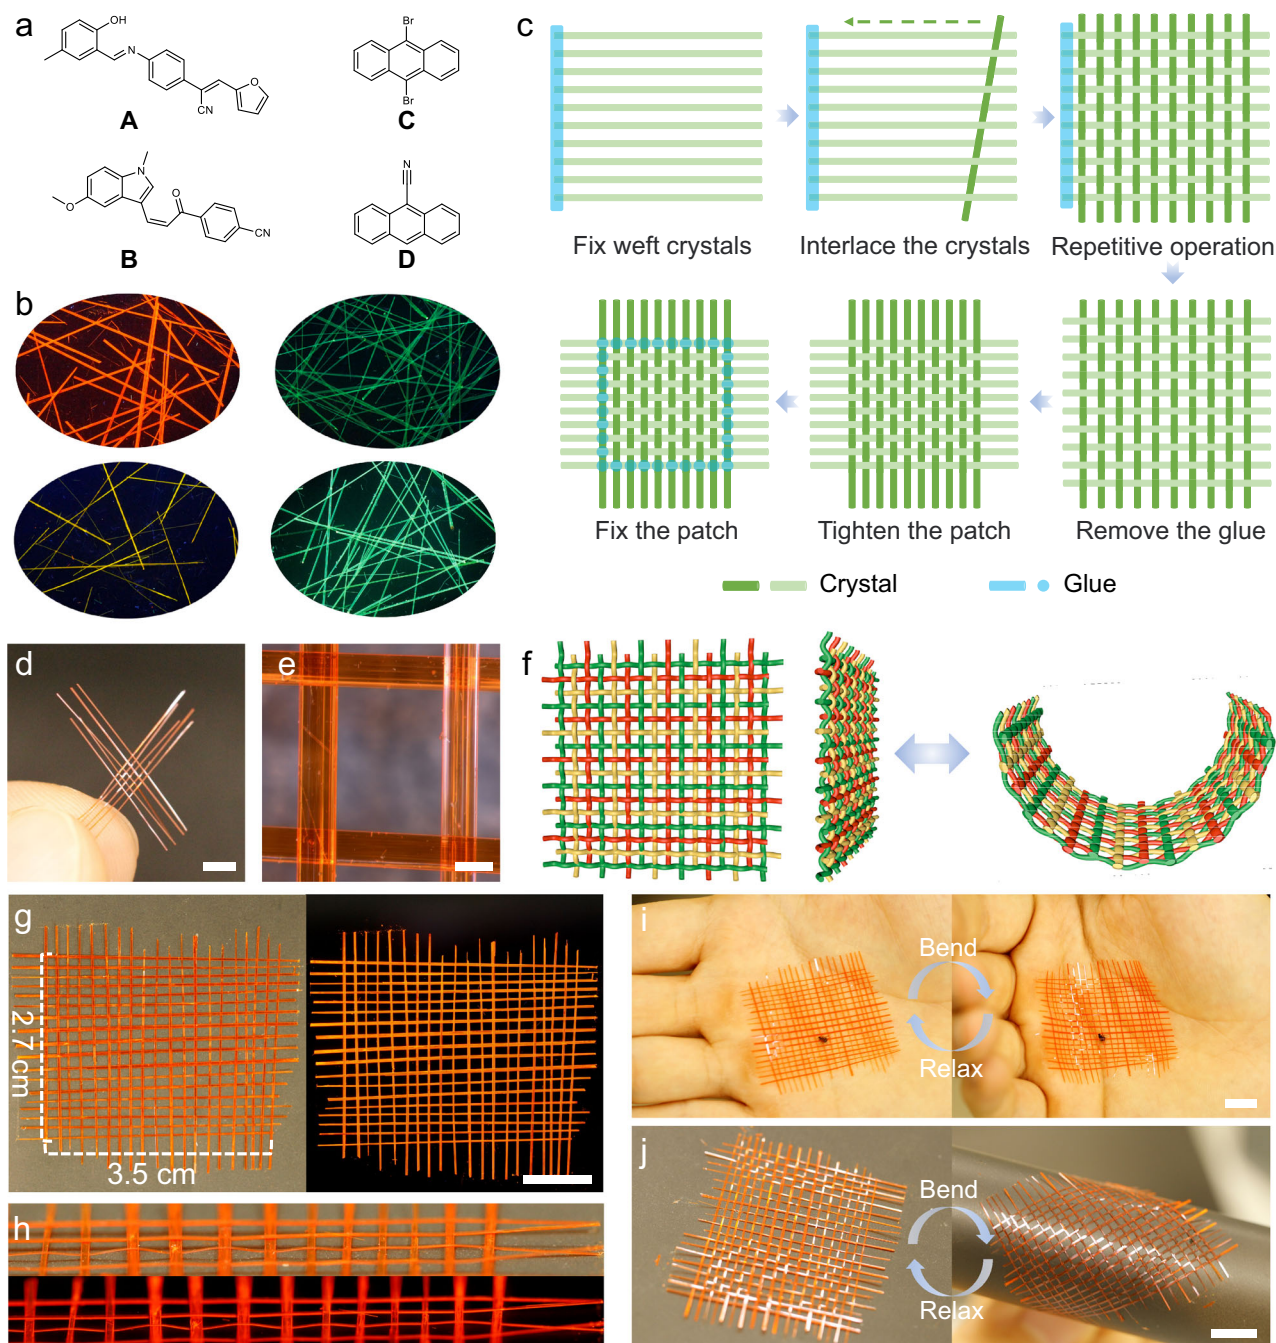 a
OH
N
CN
O
A
Br
Br
C
N
O
O
CN
B
N
D
b
c
Fix weft crystals
Interlace the crystals
Repetitive operation
Fix the patch
Tighten the patch
Remove the glue
Crystal
Glue
d
e
f
g
2.7 cm
3.5 cm
h
i
Bend
Relax
j
Bend
Relax